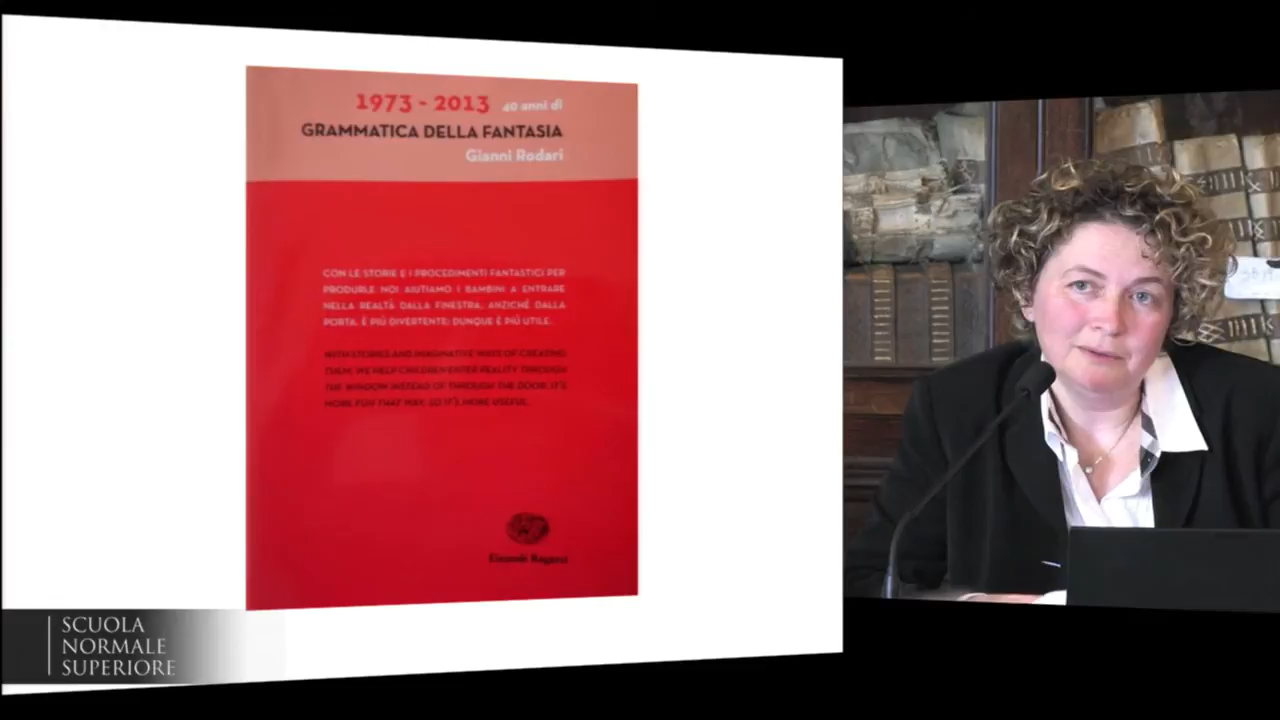 1973 - 2013 40 anni di
GRAMMATICA DELLA FANTASIA
Gianni Rodari
CON LE STORIE E I PROCEDIMENTI FANTASTICI PER
PRODURLE NOI AIUTIAMO I BAMBINI A ENTRARE
NELLA REALTÀ DALLA FINESTRA, ANZICHÉ DALLA
PORTA. È PIÙ DIVERTENTE: DUNQUE È PIÙ UTILE.
WITH STORIES AND IMAGINATIVE WAYS OF CREATING
THEM, WE HELP CHILDREN ENTER REALITY THROUGH
THE WINDOW INSTEAD OF THROUGH THE DOOR. IT'S
MORE FUN THAT WAY, SO IT'S MORE USEFUL.
Einaudi Ragazzi
SCUOLA
NORMALE
SUPERIORE